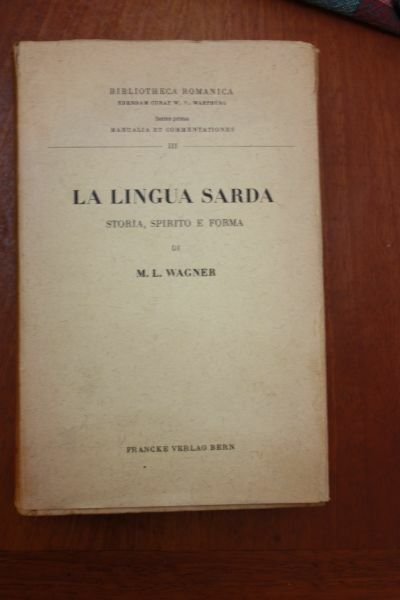 BIBLIOTHECA ROMANICA
EDENDAM CURAT W. V. WARTBURG
Series prima
MANUALIA ET COMMENTATIONES
III
LA LINGUA SARDA
STORIA, SPIRITO E FORMA
DI
M. L. WAGNER
FRANCKE VERLAG BERN